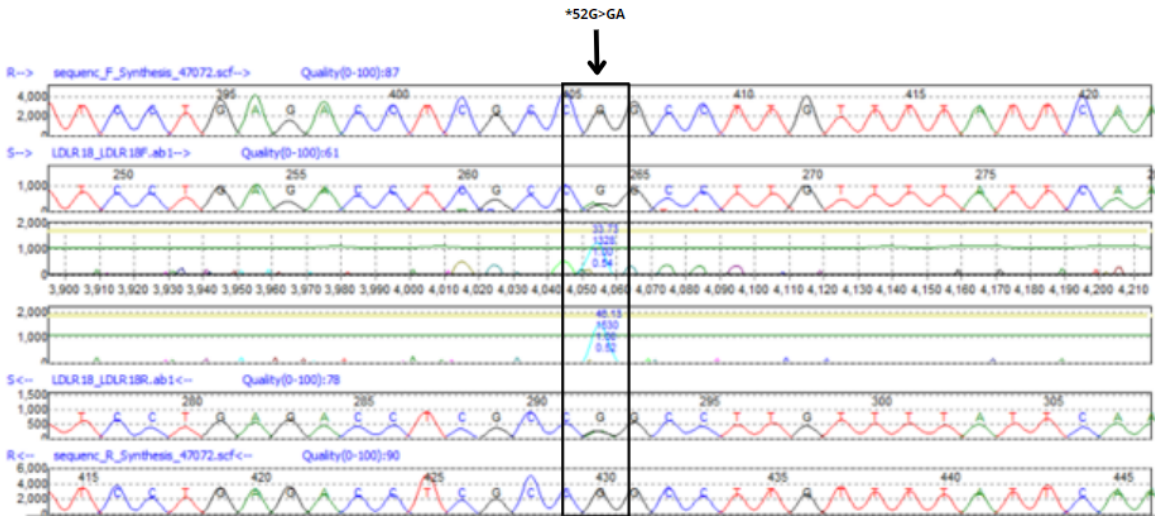 *52G>GA
R--> sequenc_F_Synthesis_47072.scf--> Quality(0-100):87
395 400 405 410 415 420
4,000
2,000
0
T C C T G A G A C C T C G C C G G C C T T G T T T T A T T C A A
S--> LDLR18_LDLR18F.ab1--> Quality(0-100):61
250 255 260 265 270 275
1,000
0
T C C T G A G A C C T C G C C G G C C T T G T T T T A T T C A A
2,000
1,000
0
33.73
1328
1.00
0.54
3,900 3,910 3,920 3,930 3,940 3,950 3,960 3,970 3,980 3,990 4,000 4,010 4,020 4,030 4,040 4,050 4,060 4,070 4,080 4,090 4,100 4,110 4,120 4,130 4,140 4,150 4,160 4,170 4,180 4,190 4,200 4,210
2,000
1,000
0
S<-- LDLR18_LDLR18R.ab1<-- Quality(0-100):78
280 285 290 295 300 305
1,500
1,000
500
0
T C C T G A G A C C T C G C C G G C C T T G T T T T A T T C A A
R<-- sequenc_R_Synthesis_47072.scf<-- Quality(0-100):90
415 420 425 430 435 440 445
6,000
4,000
2,000
0